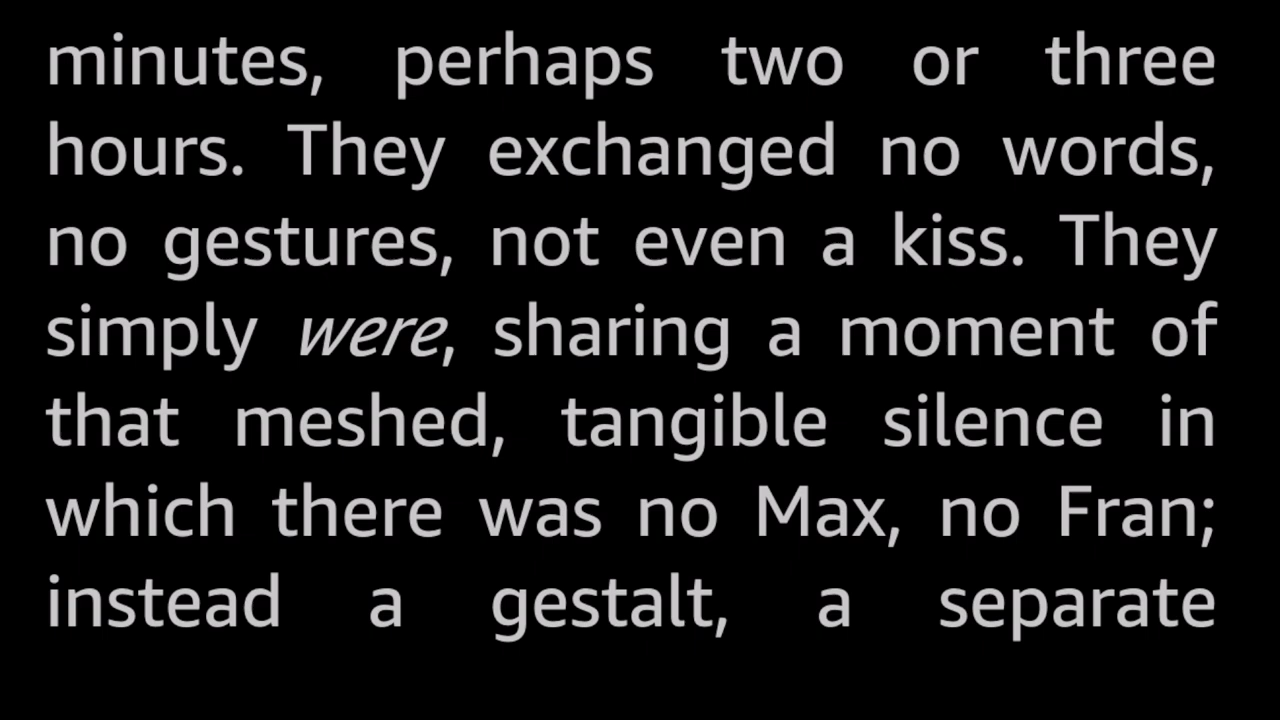 minutes, perhaps two or three
hours. They exchanged no words,
no gestures, not even a kiss. They
simply were, sharing a moment of
that meshed, tangible silence in
which there was no Max, no Fran;
instead a gestalt, a separate